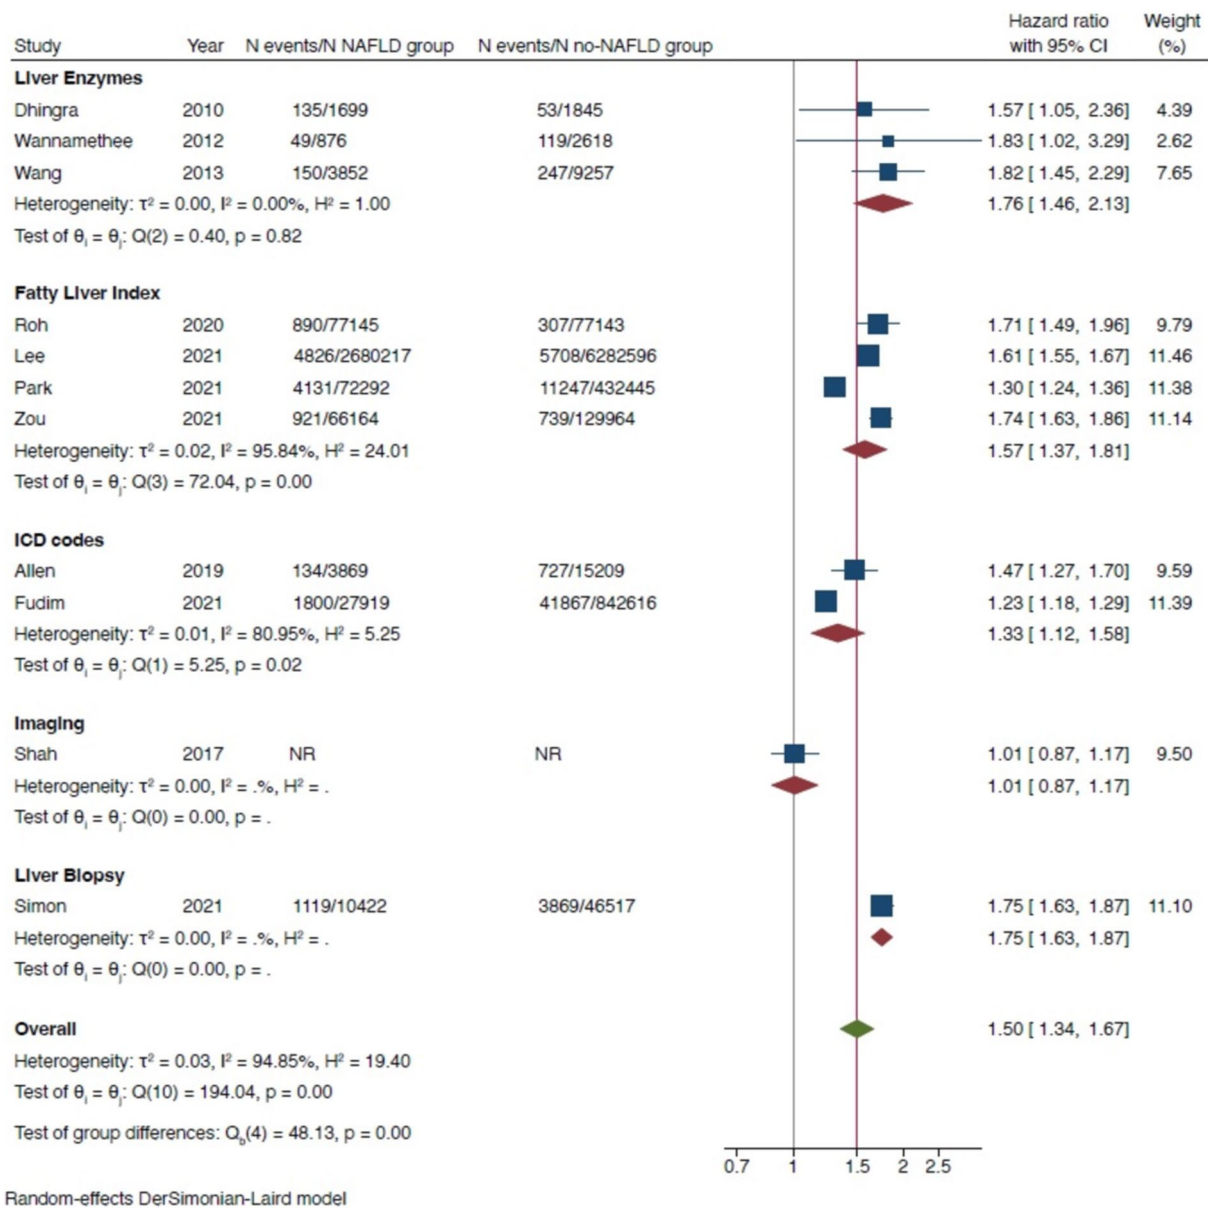 Hazard ratio Weight
Study Year N events/N NAFLD group N events/N no-NAFLD group with 95% CI (%)
Liver Enzymes
Dhingra 2010 135/1699 53/1845 1.57 [ 1.05, 2.36] 4.39
Wannamethee 2012 49/876 119/2618 1.83 [ 1.02, 3.29] 2.62
Wang 2013 150/3852 247/9257 1.82 [ 1.45, 2.29] 7.65
Heterogeneity: τ² = 0.00, I² = 0.00%, H² = 1.00 1.76 [ 1.46, 2.13]
Test of θᵢ = θⱼ: Q(2) = 0.40, p = 0.82
Fatty Liver Index
Roh 2020 890/77145 307/77143 1.71 [ 1.49, 1.96] 9.79
Lee 2021 4826/2680217 5708/6282596 1.61 [ 1.55, 1.67] 11.46
Park 2021 4131/72292 11247/432445 1.30 [ 1.24, 1.36] 11.38
Zou 2021 921/66164 739/129964 1.74 [ 1.63, 1.86] 11.14
Heterogeneity: τ² = 0.02, I² = 95.84%, H² = 24.01 1.57 [ 1.37, 1.81]
Test of θᵢ = θⱼ: Q(3) = 72.04, p = 0.00
ICD codes
Allen 2019 134/3869 727/15209 1.47 [ 1.27, 1.70] 9.59
Fudim 2021 1800/27919 41867/842616 1.23 [ 1.18, 1.29] 11.39
Heterogeneity: τ² = 0.01, I² = 80.95%, H² = 5.25 1.33 [ 1.12, 1.58]
Test of θᵢ = θⱼ: Q(1) = 5.25, p = 0.02
Imaging
Shah 2017 NR NR 1.01 [ 0.87, 1.17] 9.50
Heterogeneity: τ² = 0.00, I² = .%, H² = . 1.01 [ 0.87, 1.17]
Test of θᵢ = θⱼ: Q(0) = 0.00, p = .
Liver Biopsy
Simon 2021 1119/10422 3869/46517 1.75 [ 1.63, 1.87] 11.10
Heterogeneity: τ² = 0.00, I² = .%, H² = . 1.75 [ 1.63, 1.87]
Test of θᵢ = θⱼ: Q(0) = 0.00, p = .
Overall 1.50 [ 1.34, 1.67]
Heterogeneity: τ² = 0.03, I² = 94.85%, H² = 19.40
Test of θᵢ = θⱼ: Q(10) = 194.04, p = 0.00
Test of group differences: Q_b(4) = 48.13, p = 0.00
0.7 1 1.5 2 2.5
Random-effects DerSimonian-Laird model